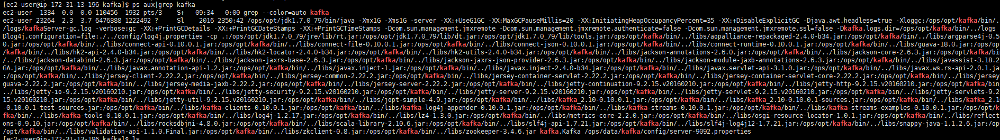 [ec2-user@ip-172-31-13-196 kafka]$ ps aux|grep kafka
ec2-user  1334  0.0  0.0 110456  1932 pts/3    S+   09:34   0:00 grep --color=auto kafka
ec2-user 23264  2.3  3.7 6476888 1222492 ?     Sl    2016 2350:42 /ops/opt/jdk1.7.0_79/bin/java -Xmx1G -Xms1G -server -XX:+UseG1GC -XX:MaxGCPauseMillis=20 -XX:InitiatingHeapOccupancyPercent=35 -XX:+DisableExplicitGC -Djava.awt.headless=true -Xloggc:/ops/opt/kafka/bin/.
/logs/kafkaServer-gc.log -verbose:gc -XX:+PrintGCDetails -XX:+PrintGCDateStamps -XX:+PrintGCTimeStamps -Dcom.sun.management.jmxremote -Dcom.sun.management.jmxremote.authenticate=false -Dcom.sun.management.jmxremote.ssl=false -Dkafka.logs.dir=/ops/opt/kafka/bin/../logs
Dlog4j.configuration=file:./../config/log4j.properties -cp .:/ops/opt/jdk1.7.0_79/jre/lib/rt.jar:/ops/opt/jdk1.7.0_79/lib/dt.jar:/ops/opt/jdk1.7.0_79/lib/tools.jar:/ops/opt/kafka/bin/../libs/aopalliance-repackaged-2.4.0-b34.jar:/ops/opt/kafka/bin/../libs/argparse4j-0.5
0.jar:/ops/opt/kafka/bin/../libs/connect-api-0.10.0.1.jar:/ops/opt/kafka/bin/../libs/connect-file-0.10.0.1.jar:/ops/opt/kafka/bin/../libs/connect-json-0.10.0.1.jar:/ops/opt/kafka/bin/../libs/connect-runtime-0.10.0.1.jar:/ops/opt/kafka/bin/../libs/guava-18.0.jar:/ops/opt
/kafka/bin/../libs/hk2-api-2.4.0-b34.jar:/ops/opt/kafka/bin/../libs/hk2-locator-2.4.0-b34.jar:/ops/opt/kafka/bin/../libs/hk2-utils-2.4.0-b34.jar:/ops/opt/kafka/bin/../libs/jackson-annotations-2.6.0.jar:/ops/opt/kafka/bin/../libs/jackson-core-2.6.3.jar:/ops/opt/kafka/bi
/../libs/jackson-databind-2.6.3.jar:/ops/opt/kafka/bin/../libs/jackson-jaxrs-base-2.6.3.jar:/ops/opt/kafka/bin/../libs/jackson-jaxrs-json-provider-2.6.3.jar:/ops/opt/kafka/bin/../libs/jackson-module-jaxb-annotations-2.6.3.jar:/ops/opt/kafka/bin/../libs/javassist-3.18.2
GA.jar:/ops/opt/kafka/bin/../libs/javax.annotation-api-1.2.jar:/ops/opt/kafka/bin/../libs/javax.inject-1.jar:/ops/opt/kafka/bin/../libs/javax.inject-2.4.0-b34.jar:/ops/opt/kafka/bin/../libs/javax.servlet-api-3.1.0.jar:/ops/opt/kafka/bin/../libs/javax.ws.rs-api-2.0.1.ja
:/ops/opt/kafka/bin/../libs/jersey-client-2.22.2.jar:/ops/opt/kafka/bin/../libs/jersey-common-2.22.2.jar:/ops/opt/kafka/bin/../libs/jersey-container-servlet-2.22.2.jar:/ops/opt/kafka/bin/../libs/jersey-container-servlet-core-2.22.2.jar:/ops/opt/kafka/bin/../libs/jersey
guava-2.22.2.jar:/ops/opt/kafka/bin/../libs/jersey-media-jaxb-2.22.2.jar:/ops/opt/kafka/bin/../libs/jersey-server-2.22.2.jar:/ops/opt/kafka/bin/../libs/jetty-continuation-9.2.15.v20160210.jar:/ops/opt/kafka/bin/../libs/jetty-http-9.2.15.v20160210.jar:/ops/opt/kafka/bin
../libs/jetty-io-9.2.15.v20160210.jar:/ops/opt/kafka/bin/../libs/jetty-security-9.2.15.v20160210.jar:/ops/opt/kafka/bin/../libs/jetty-server-9.2.15.v20160210.jar:/ops/opt/kafka/bin/../libs/jetty-servlet-9.2.15.v20160210.jar:/ops/opt/kafka/bin/../libs/jetty-servlets-9.2
15.v20160210.jar:/ops/opt/kafka/bin/../libs/jetty-util-9.2.15.v20160210.jar:/ops/opt/kafka/bin/../libs/jopt-simple-4.9.jar:/ops/opt/kafka/bin/../libs/kafka_2.10-0.10.0.1.jar:/ops/opt/kafka/bin/../libs/kafka_2.10-0.10.0.1-sources.jar:/ops/opt/kafka/bin/../libs/kafka_2.1
-0.10.0.1-test-sources.jar:/ops/opt/kafka/bin/../libs/kafka-clients-0.10.0.1.jar:/ops/opt/kafka/bin/../libs/kafka-log4j-appender-0.10.0.1.jar:/ops/opt/kafka/bin/../libs/kafka-streams-0.10.0.1.jar:/ops/opt/kafka/bin/../libs/kafka-streams-examples-0.10.0.1.jar:/ops/opt/k
fka/bin/../libs/kafka-tools-0.10.0.1.jar:/ops/opt/kafka/bin/../libs/log4j-1.2.17.jar:/ops/opt/kafka/bin/../libs/lz4-1.3.0.jar:/ops/opt/kafka/bin/../libs/metrics-core-2.2.0.jar:/ops/opt/kafka/bin/../libs/osgi-resource-locator-1.0.1.jar:/ops/opt/kafka/bin/../libs/reflect
ons-0.9.10.jar:/ops/opt/kafka/bin/../libs/rocksdbjni-4.8.0.jar:/ops/opt/kafka/bin/../libs/scala-library-2.10.6.jar:/ops/opt/kafka/bin/../libs/slf4j-api-1.7.21.jar:/ops/opt/kafka/bin/../libs/slf4j-log4j12-1.7.21.jar:/ops/opt/kafka/bin/../libs/snappy-java-1.1.2.6.jar:/op
/opt/kafka/bin/../libs/validation-api-1.1.0.Final.jar:/ops/opt/kafka/bin/../libs/zkclient-0.8.jar:/ops/opt/kafka/bin/../libs/zookeeper-3.4.6.jar kafka.Kafka /ops/data/kafka/config/server-9092.properties
[ec2-user@ip-172-31-13-196 kafka]$ ls